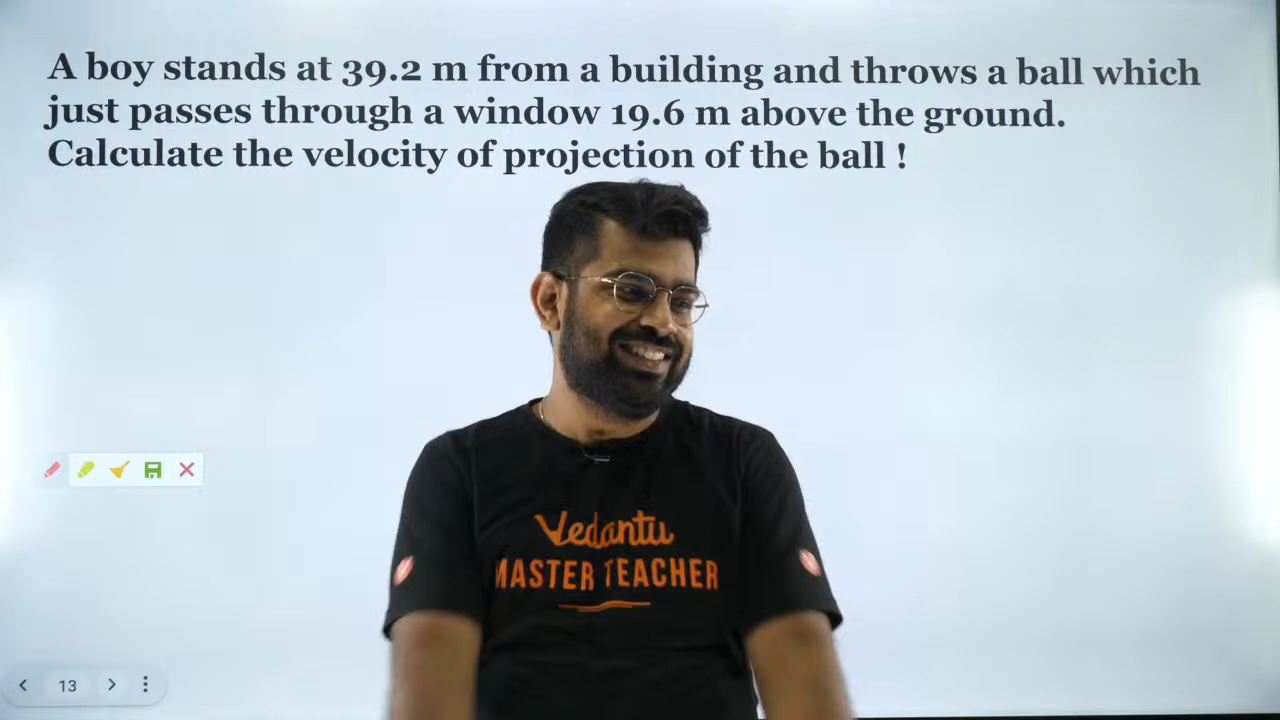 A boy stands at 39.2 m from a building and throws a ball which
just passes through a window 19.6 m above the ground.
Calculate the velocity of projection of the ball !
Vedantu
MASTER TEACHER
13